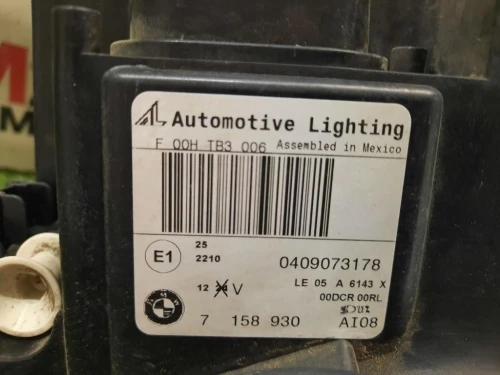 AL Automotive Lighting
F 00H TB3 006 Assembled in Mexico
E1
25
2210
0409073178
12 V
LE 05 A 6143 X
00DCR 00RL
7 158 930
AI08